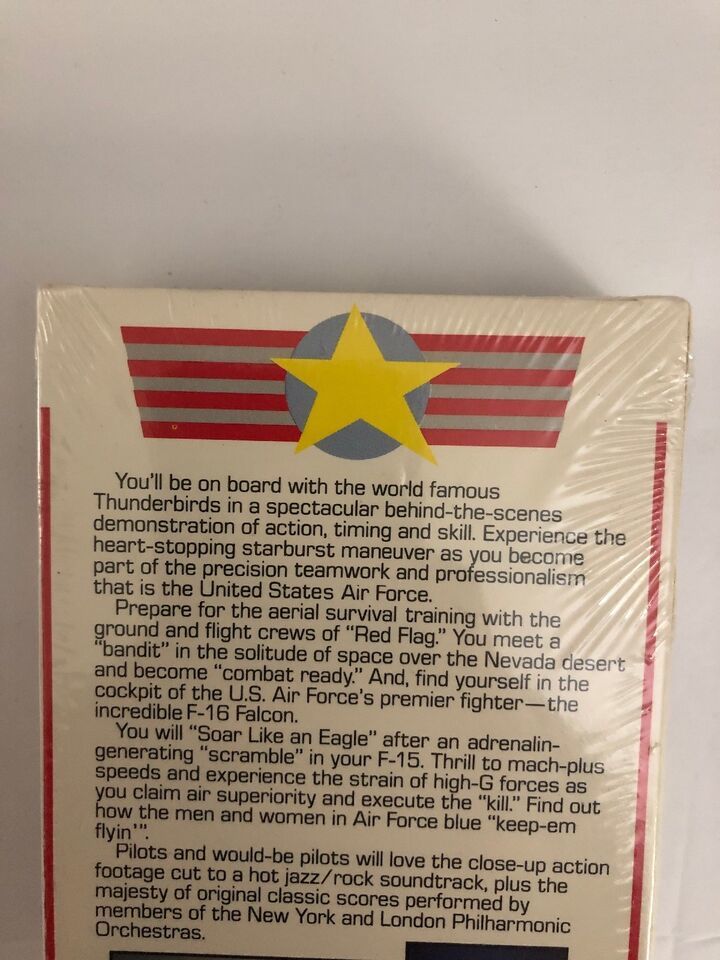 You'll be on board with the world famous
Thunderbirds in a spectacular behind-the-scenes
demonstration of action, timing and skill. Experience the
heart-stopping starburst maneuver as you become
part of the precision teamwork and professionalism
that is the United States Air Force.
Prepare for the aerial survival training with the
ground and flight crews of "Red Flag." You meet a
"bandit" in the solitude of space over the Nevada desert
and become "combat ready." And, find yourself in the
cockpit of the U.S. Air Force's premier fighter—the
incredible F-16 Falcon.
You will "Soar Like an Eagle" after an adrenalin-
generating "scramble" in your F-15. Thrill to mach-plus
speeds and experience the strain of high-G forces as
you claim air superiority and execute the "kill." Find out
how the men and women in Air Force blue "keep-em
flyin'".
Pilots and would-be pilots will love the close-up action
footage cut to a hot jazz/rock soundtrack, plus the
majesty of original classic scores performed by
members of the New York and London Philharmonic
Orchestras.